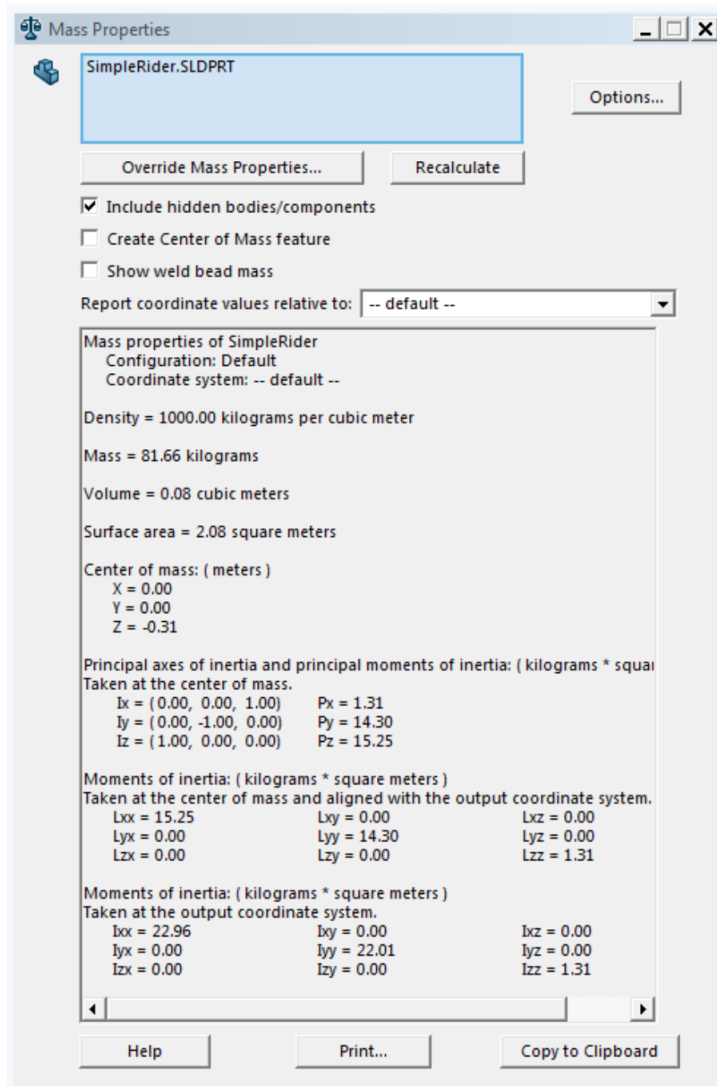 Mass Properties
SimpleRider.SLDPRT
Options...
Override Mass Properties... Recalculate
Include hidden bodies/components
Create Center of Mass feature
Show weld bead mass
Report coordinate values relative to: -- default --
Mass properties of SimpleRider
Configuration: Default
Coordinate system: -- default --
Density = 1000.00 kilograms per cubic meter
Mass = 81.66 kilograms
Volume = 0.08 cubic meters
Surface area = 2.08 square meters
Center of mass: ( meters )
X = 0.00
Y = 0.00
Z = -0.31
Principal axes of inertia and principal moments of inertia: ( kilograms * squar
Taken at the center of mass.
Ix = ( 0.00, 0.00, 1.00) Px = 1.31
Iy = ( 0.00, -1.00, 0.00) Py = 14.30
Iz = ( 1.00, 0.00, 0.00) Pz = 15.25
Moments of inertia: ( kilograms * square meters )
Taken at the center of mass and aligned with the output coordinate system.
Lxx = 15.25 Lxy = 0.00 Lxz = 0.00
Lyx = 0.00 Lyy = 14.30 Lyz = 0.00
Lzx = 0.00 Lzy = 0.00 Lzz = 1.31
Moments of inertia: ( kilograms * square meters )
Taken at the output coordinate system.
Ixx = 22.96 Ixy = 0.00 Ixz = 0.00
Iyx = 0.00 Iyy = 22.01 Iyz = 0.00
Izx = 0.00 Izy = 0.00 Izz = 1.31
Help Print... Copy to Clipboard